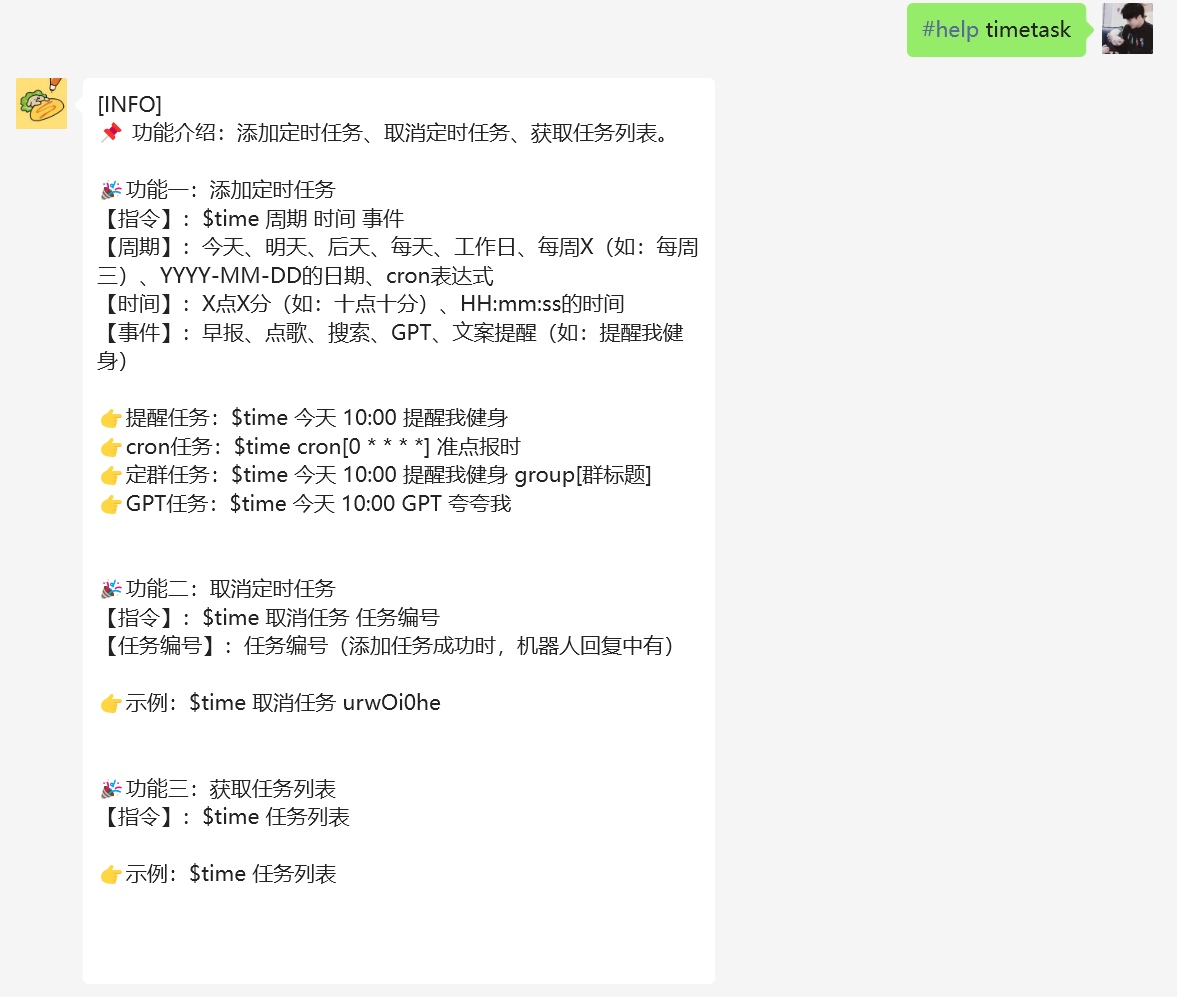 #help timetask
[INFO]
📌 功能介绍：添加定时任务、取消定时任务、获取任务列表。
🎉功能一：添加定时任务
【指令】：$time 周期 时间 事件
【周期】：今天、明天、后天、每天、工作日、每周X（如：每周
三）、YYYY-MM-DD的日期、cron表达式
【时间】：X点X分（如：十点十分）、HH:mm:ss的时间
【事件】：早报、点歌、搜索、GPT、文案提醒（如：提醒我健
身）
👉提醒任务：$time 今天 10:00 提醒我健身
👉cron任务：$time cron[0 * * * *] 准点报时
👉定群任务：$time 今天 10:00 提醒我健身 group[群标题]
👉GPT任务：$time 今天 10:00 GPT 夸夸我
🎉功能二：取消定时任务
【指令】：$time 取消任务 任务编号
【任务编号】：任务编号（添加任务成功时，机器人回复中有）
👉示例：$time 取消任务 urwOi0he
🎉功能三：获取任务列表
【指令】：$time 任务列表
👉示例：$time 任务列表